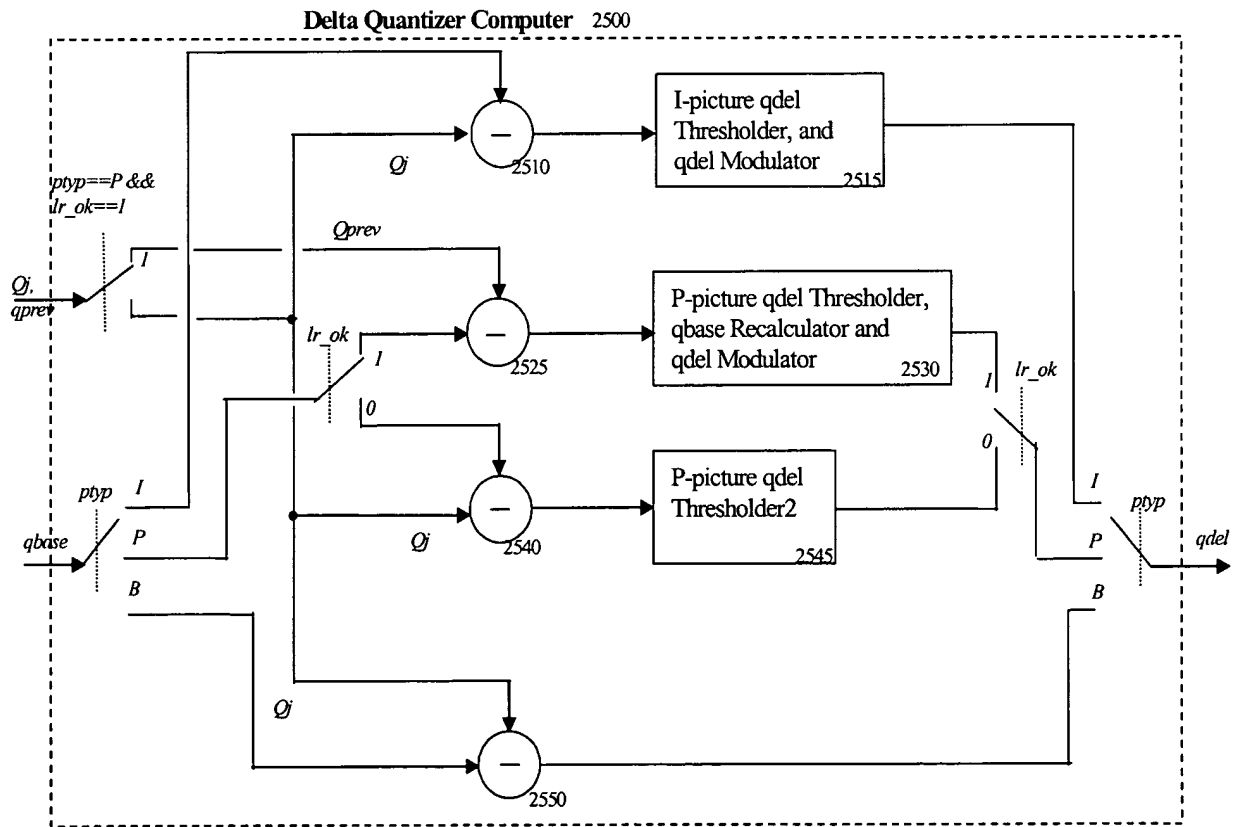 Delta Quantizer Computer 2500
I-picture qdel
Thresholder, and
qdel Modulator
2515
2510
Qj
ptyp==P &&
lr_ok==1
Qprev
1
Qj,
qprev
P-picture qdel Thresholder,
qbase Recalculator and
qdel Modulator
2530
lr_ok
1
2525
lr_ok
1
0
0
P-picture qdel
Thresholder2
2545
ptyp
I
qbase
P
Qj
2540
I
ptyp
P
qdel
B
B
Qj
2550